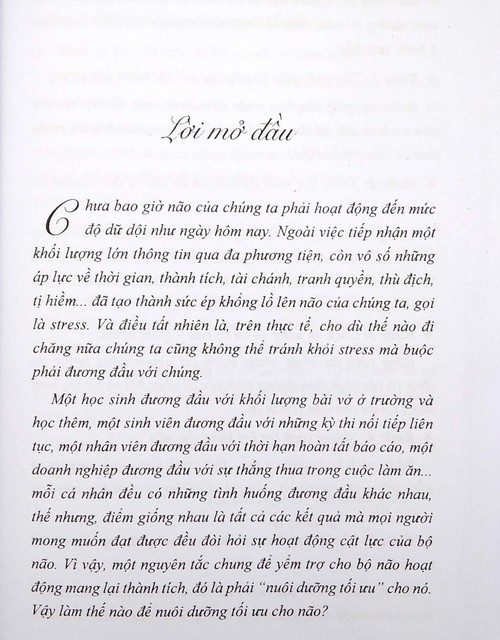 Lời mở đầu
Chưa bao giờ não của chúng ta phải hoạt động đến mức
độ dữ dội như ngày hôm nay. Ngoài việc tiếp nhận một
khối lượng lớn thông tin qua đa phương tiện, còn vô số những
áp lực về thời gian, thành tích, tài chánh, tranh quyền, thù địch,
tị hiềm... đã tạo thành sức ép khổng lồ lên não của chúng ta, gọi
là stress. Và điều tất nhiên là, trên thực tế, cho dù thế nào đi
chăng nữa chúng ta cũng không thể tránh khỏi stress mà buộc
phải đương đầu với chúng.
Một học sinh đương đầu với khối lượng bài vở ở trường và
học thêm, một sinh viên đương đầu với những kỳ thi nối tiếp liên
tục, một nhân viên đương đầu với thời hạn hoàn tất báo cáo, một
doanh nghiệp đương đầu với sự thắng thua trong cuộc làm ăn...
mỗi cá nhân đều có những tình huống đương đầu khác nhau,
thế nhưng, điểm giống nhau là tất cả các kết quả mà mọi người
mong muốn đạt được đều đòi hỏi sự hoạt động cật lực của bộ
não. Vì vậy, một nguyên tắc chung để yểm trợ cho bộ não hoạt
động mang lại thành tích, đó là phải “nuôi dưỡng tối ưu” cho nó.
Vậy làm thế nào để nuôi dưỡng tối ưu cho não?